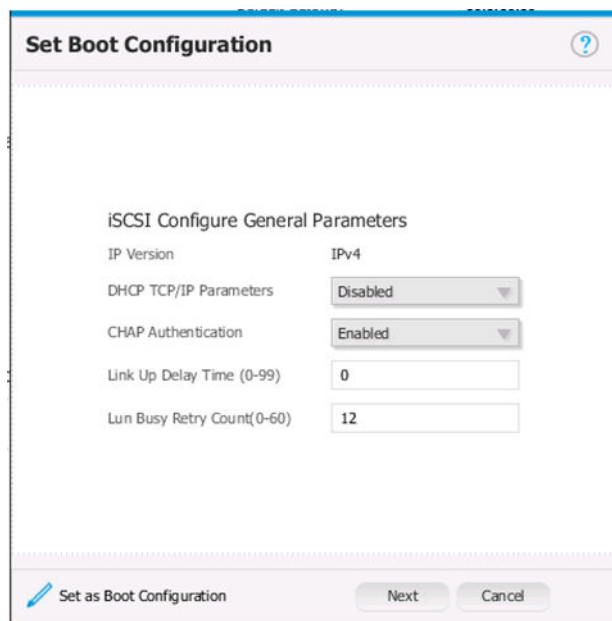 Set Boot Configuration
?
iSCSI Configure General Parameters
IP Version IPv4
DHCP TCP/IP Parameters Disabled
CHAP Authentication Enabled
Link Up Delay Time (0-99) 0
Lun Busy Retry Count(0-60) 12
Set as Boot Configuration Next Cancel